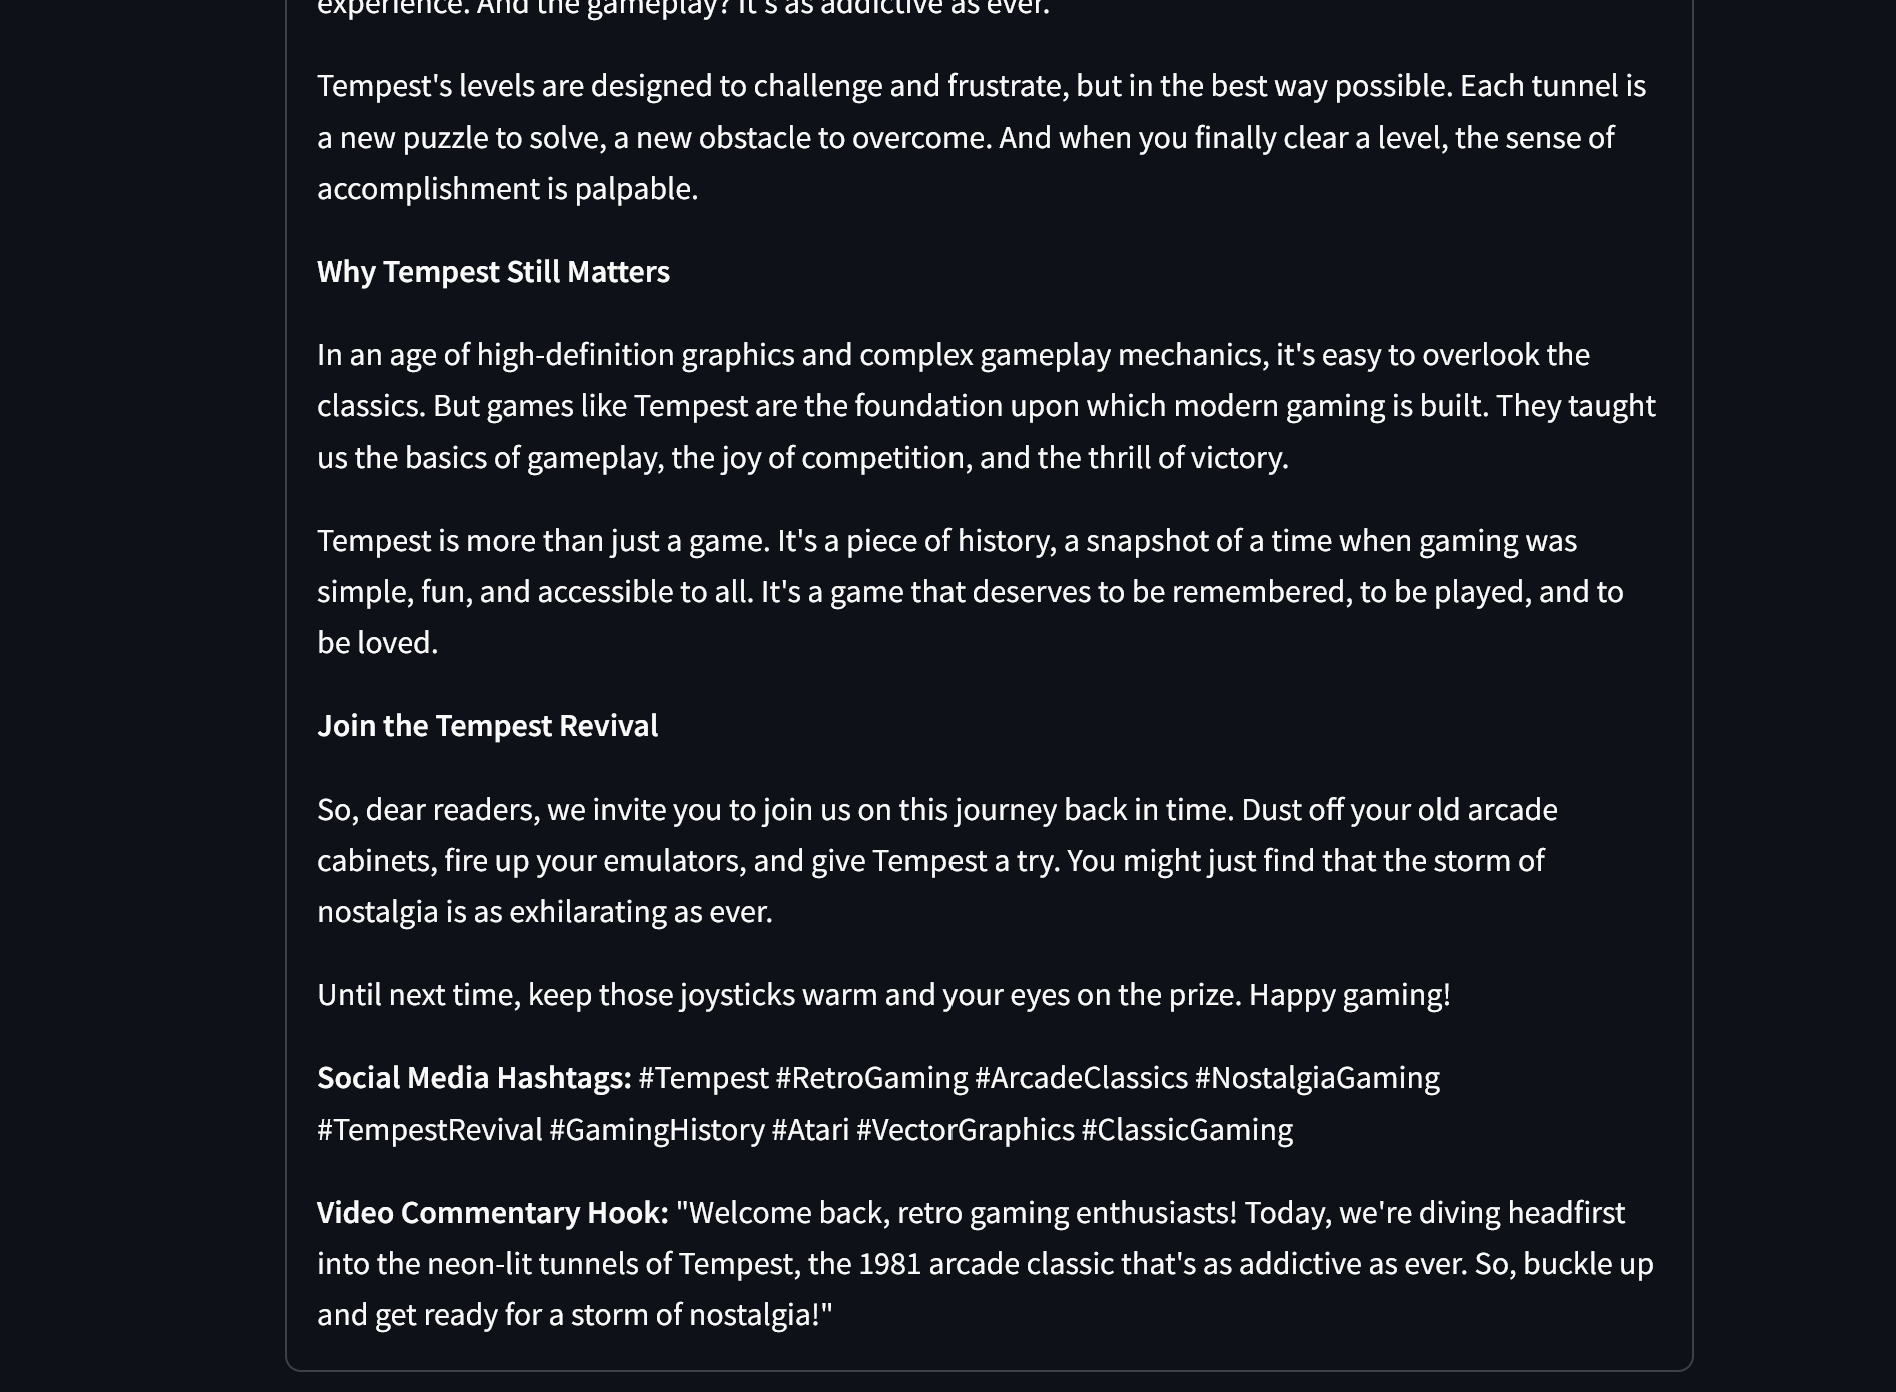 experience. And the gameplay? It's as addictive as ever.
Tempest's levels are designed to challenge and frustrate, but in the best way possible. Each tunnel is
a new puzzle to solve, a new obstacle to overcome. And when you finally clear a level, the sense of
accomplishment is palpable.
Why Tempest Still Matters
In an age of high-definition graphics and complex gameplay mechanics, it's easy to overlook the
classics. But games like Tempest are the foundation upon which modern gaming is built. They taught
us the basics of gameplay, the joy of competition, and the thrill of victory.
Tempest is more than just a game. It's a piece of history, a snapshot of a time when gaming was
simple, fun, and accessible to all. It's a game that deserves to be remembered, to be played, and to
be loved.
Join the Tempest Revival
So, dear readers, we invite you to join us on this journey back in time. Dust off your old arcade
cabinets, fire up your emulators, and give Tempest a try. You might just find that the storm of
nostalgia is as exhilarating as ever.
Until next time, keep those joysticks warm and your eyes on the prize. Happy gaming!
Social Media Hashtags: #Tempest #RetroGaming #ArcadeClassics #NostalgiaGaming
#TempestRevival #GamingHistory #Atari #VectorGraphics #ClassicGaming
Video Commentary Hook: "Welcome back, retro gaming enthusiasts! Today, we're diving headfirst
into the neon-lit tunnels of Tempest, the 1981 arcade classic that's as addictive as ever. So, buckle up
and get ready for a storm of nostalgia!"